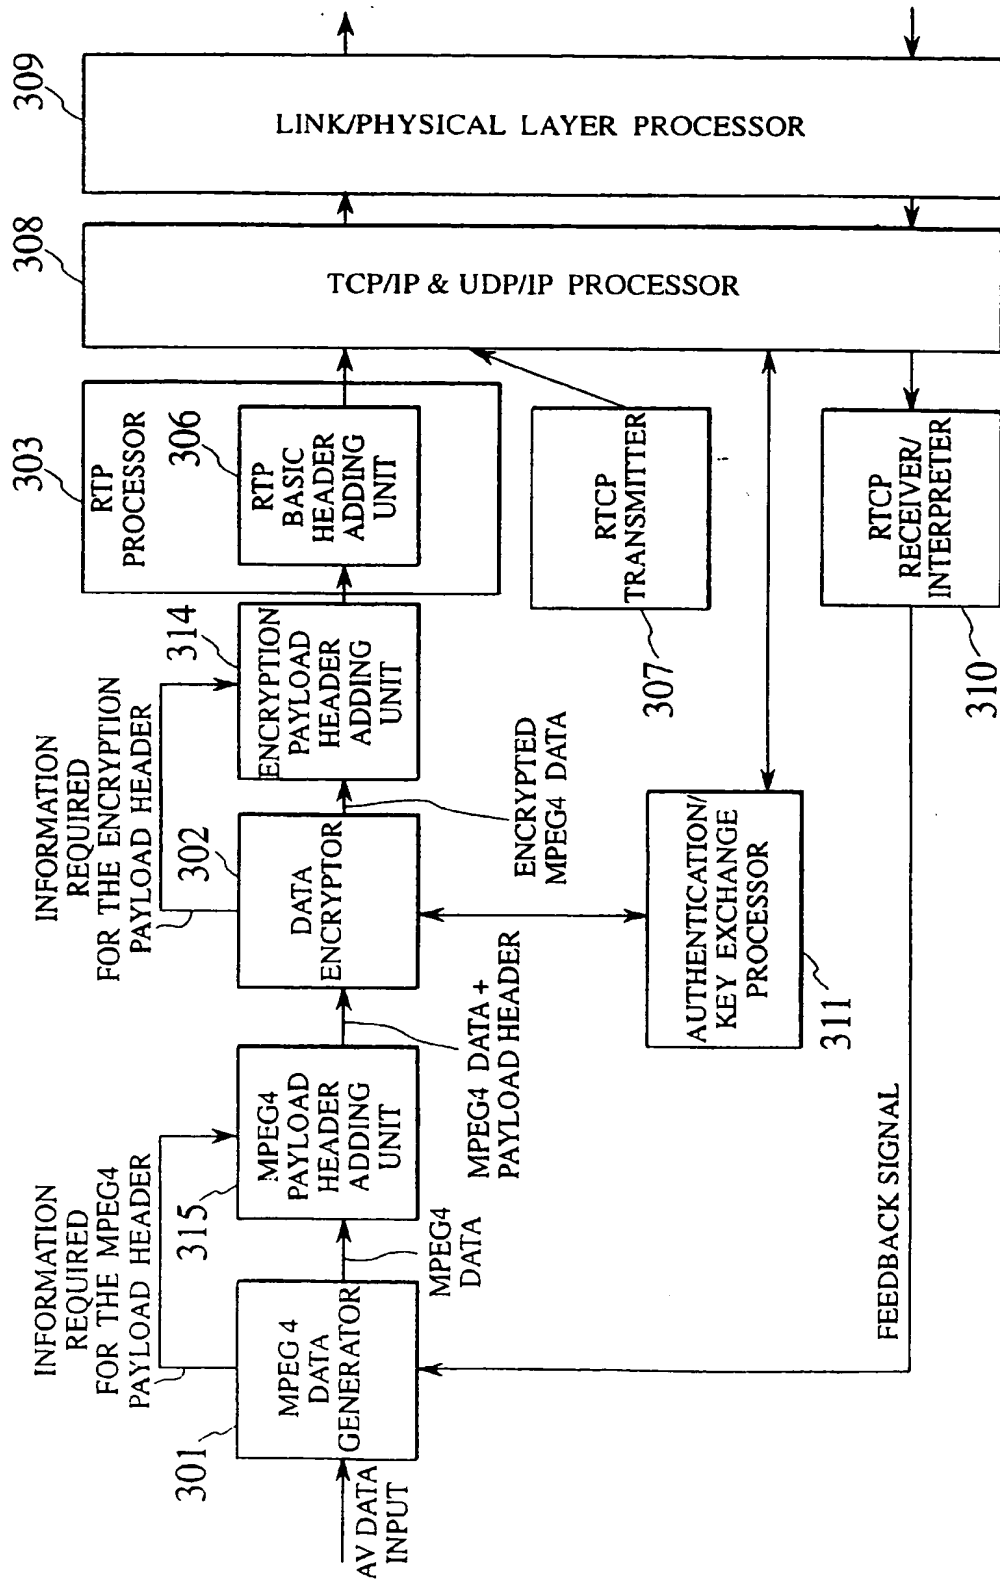 INFORMATION
REQUIRED
FOR THE MPEG4
PAYLOAD HEADER
INFORMATION
REQUIRED
FOR THE ENCRYPTION
PAYLOAD HEADER
AV DATA
INPUT
301
MPEG 4
DATA
GENERATOR
MPEG4
DATA
315
MPEG4
PAYLOAD
HEADER
ADDING
UNIT
MPEG4 DATA +
PAYLOAD HEADER
302
DATA
ENCRYPTOR
ENCRYPTED
MPEG4 DATA
314
ENCRYPTION
PAYLOAD
HEADER
ADDING
UNIT
303
RTP
PROCESSOR
306
RTP
BASIC
HEADER
ADDING
UNIT
308
TCP/IP & UDP/IP PROCESSOR
309
LINK/PHYSICAL LAYER PROCESSOR
RTCP
TRANSMITTER
307
AUTHENTICATION/
KEY EXCHANGE
PROCESSOR
311
RTCP
RECEIVER/
INTERPRETER
310
FEEDBACK SIGNAL